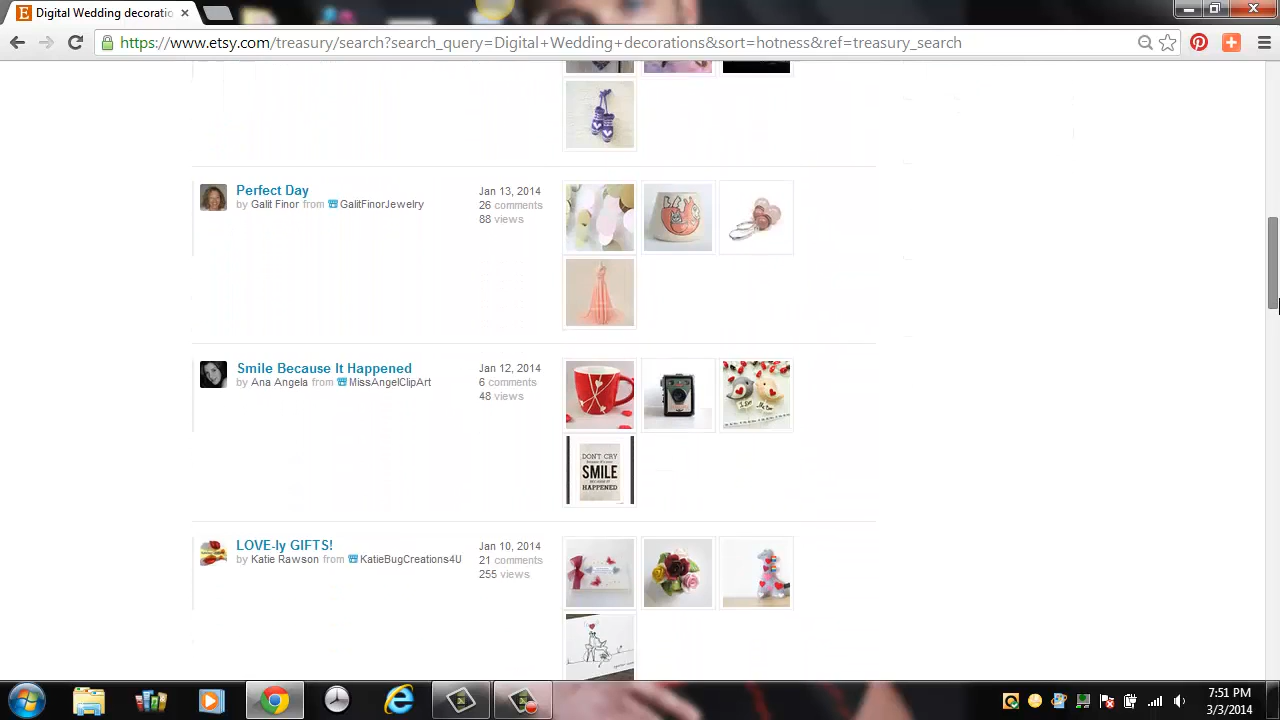 Digital Wedding decoratio
https://www.etsy.com/treasury/search?search_query=Digital+Wedding+decorations&sort=hotness&ref=treasury_search
Perfect Day
by Galit Finor from GalitFinorJewelry
Jan 13, 2014
26 comments
88 views
Smile Because It Happened
by Ana Angela from MissAngelClipArt
Jan 12, 2014
6 comments
48 views
DON'T CRY
SMILE
HAPPENED
LOVE-ly GIFTS!
by Katie Rawson from KatieBugCreations4U
Jan 10, 2014
21 comments
255 views
7:51 PM
3/3/2014